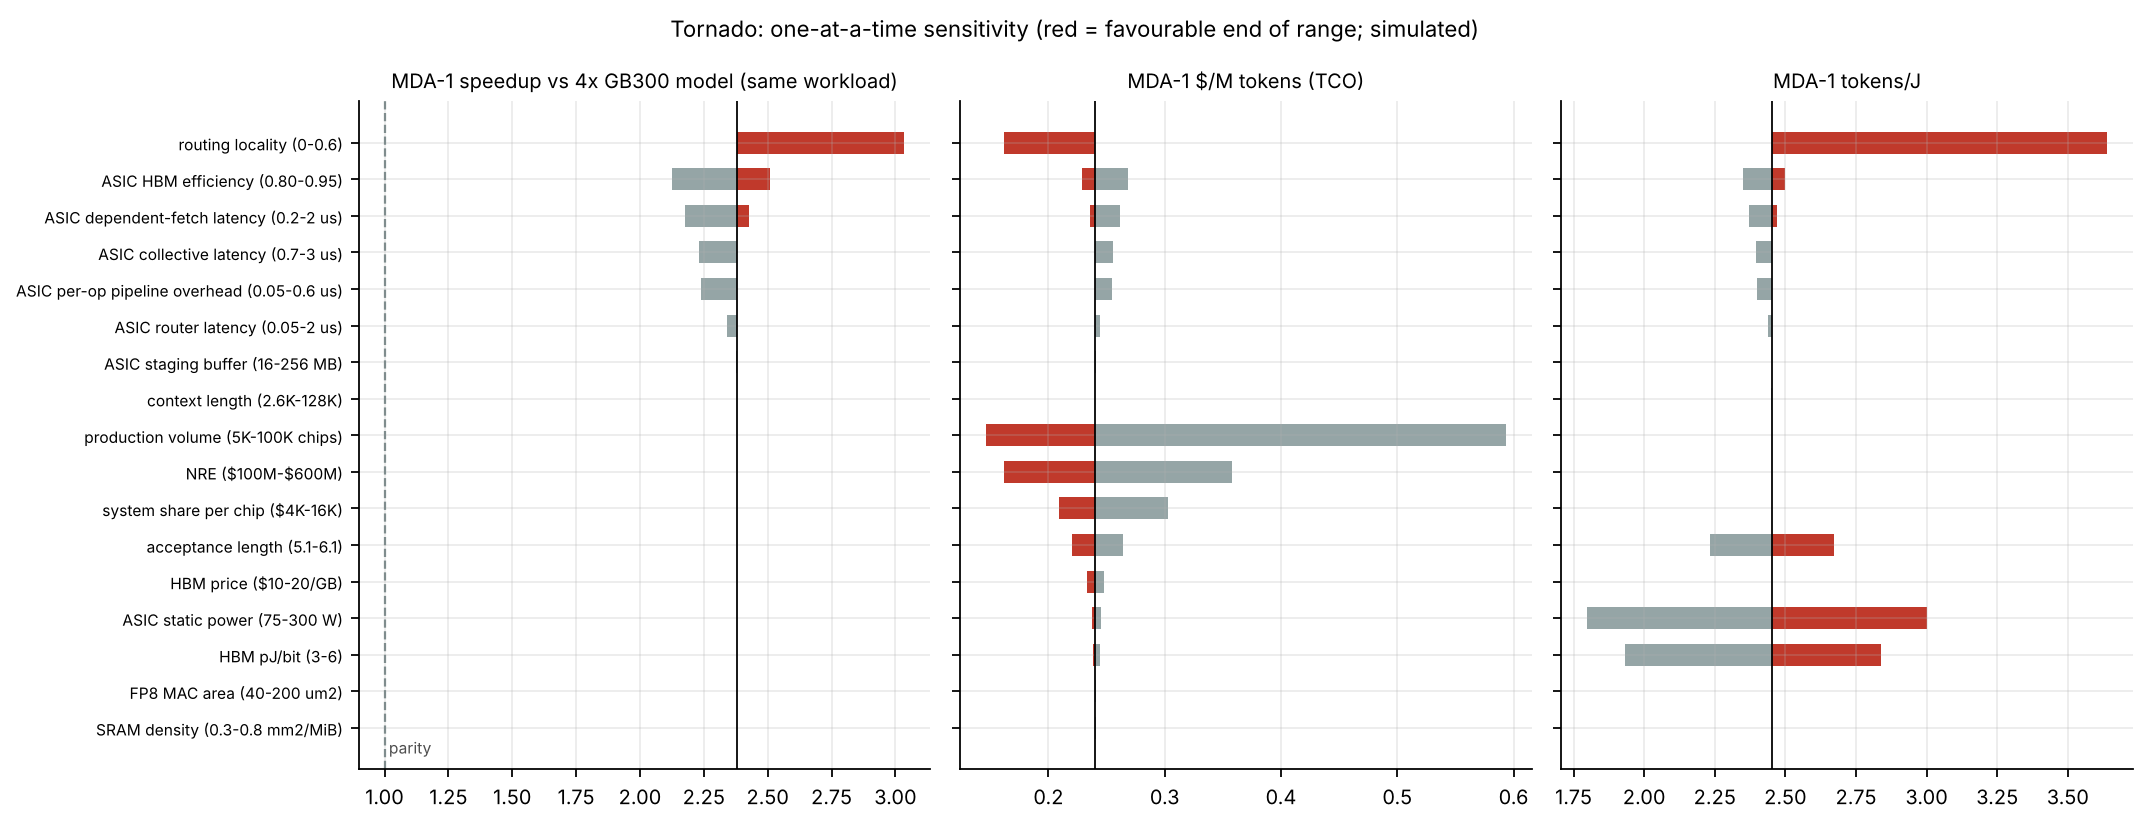 Tornado: one-at-a-time sensitivity (red = favourable end of range; simulated)
MDA-1 speedup vs 4x GB300 model (same workload)
MDA-1 $/M tokens (TCO)
MDA-1 tokens/J
routing locality (0-0.6)
ASIC HBM efficiency (0.80-0.95)
ASIC dependent-fetch latency (0.2-2 us)
ASIC collective latency (0.7-3 us)
ASIC per-op pipeline overhead (0.05-0.6 us)
ASIC router latency (0.05-2 us)
ASIC staging buffer (16-256 MB)
context length (2.6K-128K)
production volume (5K-100K chips)
NRE ($100M-$600M)
system share per chip ($4K-16K)
acceptance length (5.1-6.1)
HBM price ($10-20/GB)
ASIC static power (75-300 W)
HBM pJ/bit (3-6)
FP8 MAC area (40-200 um2)
SRAM density (0.3-0.8 mm2/MiB)
parity
1.00 1.25 1.50 1.75 2.00 2.25 2.50 2.75 3.00
0.2 0.3 0.4 0.5 0.6
1.75 2.00 2.25 2.50 2.75 3.00 3.25 3.50